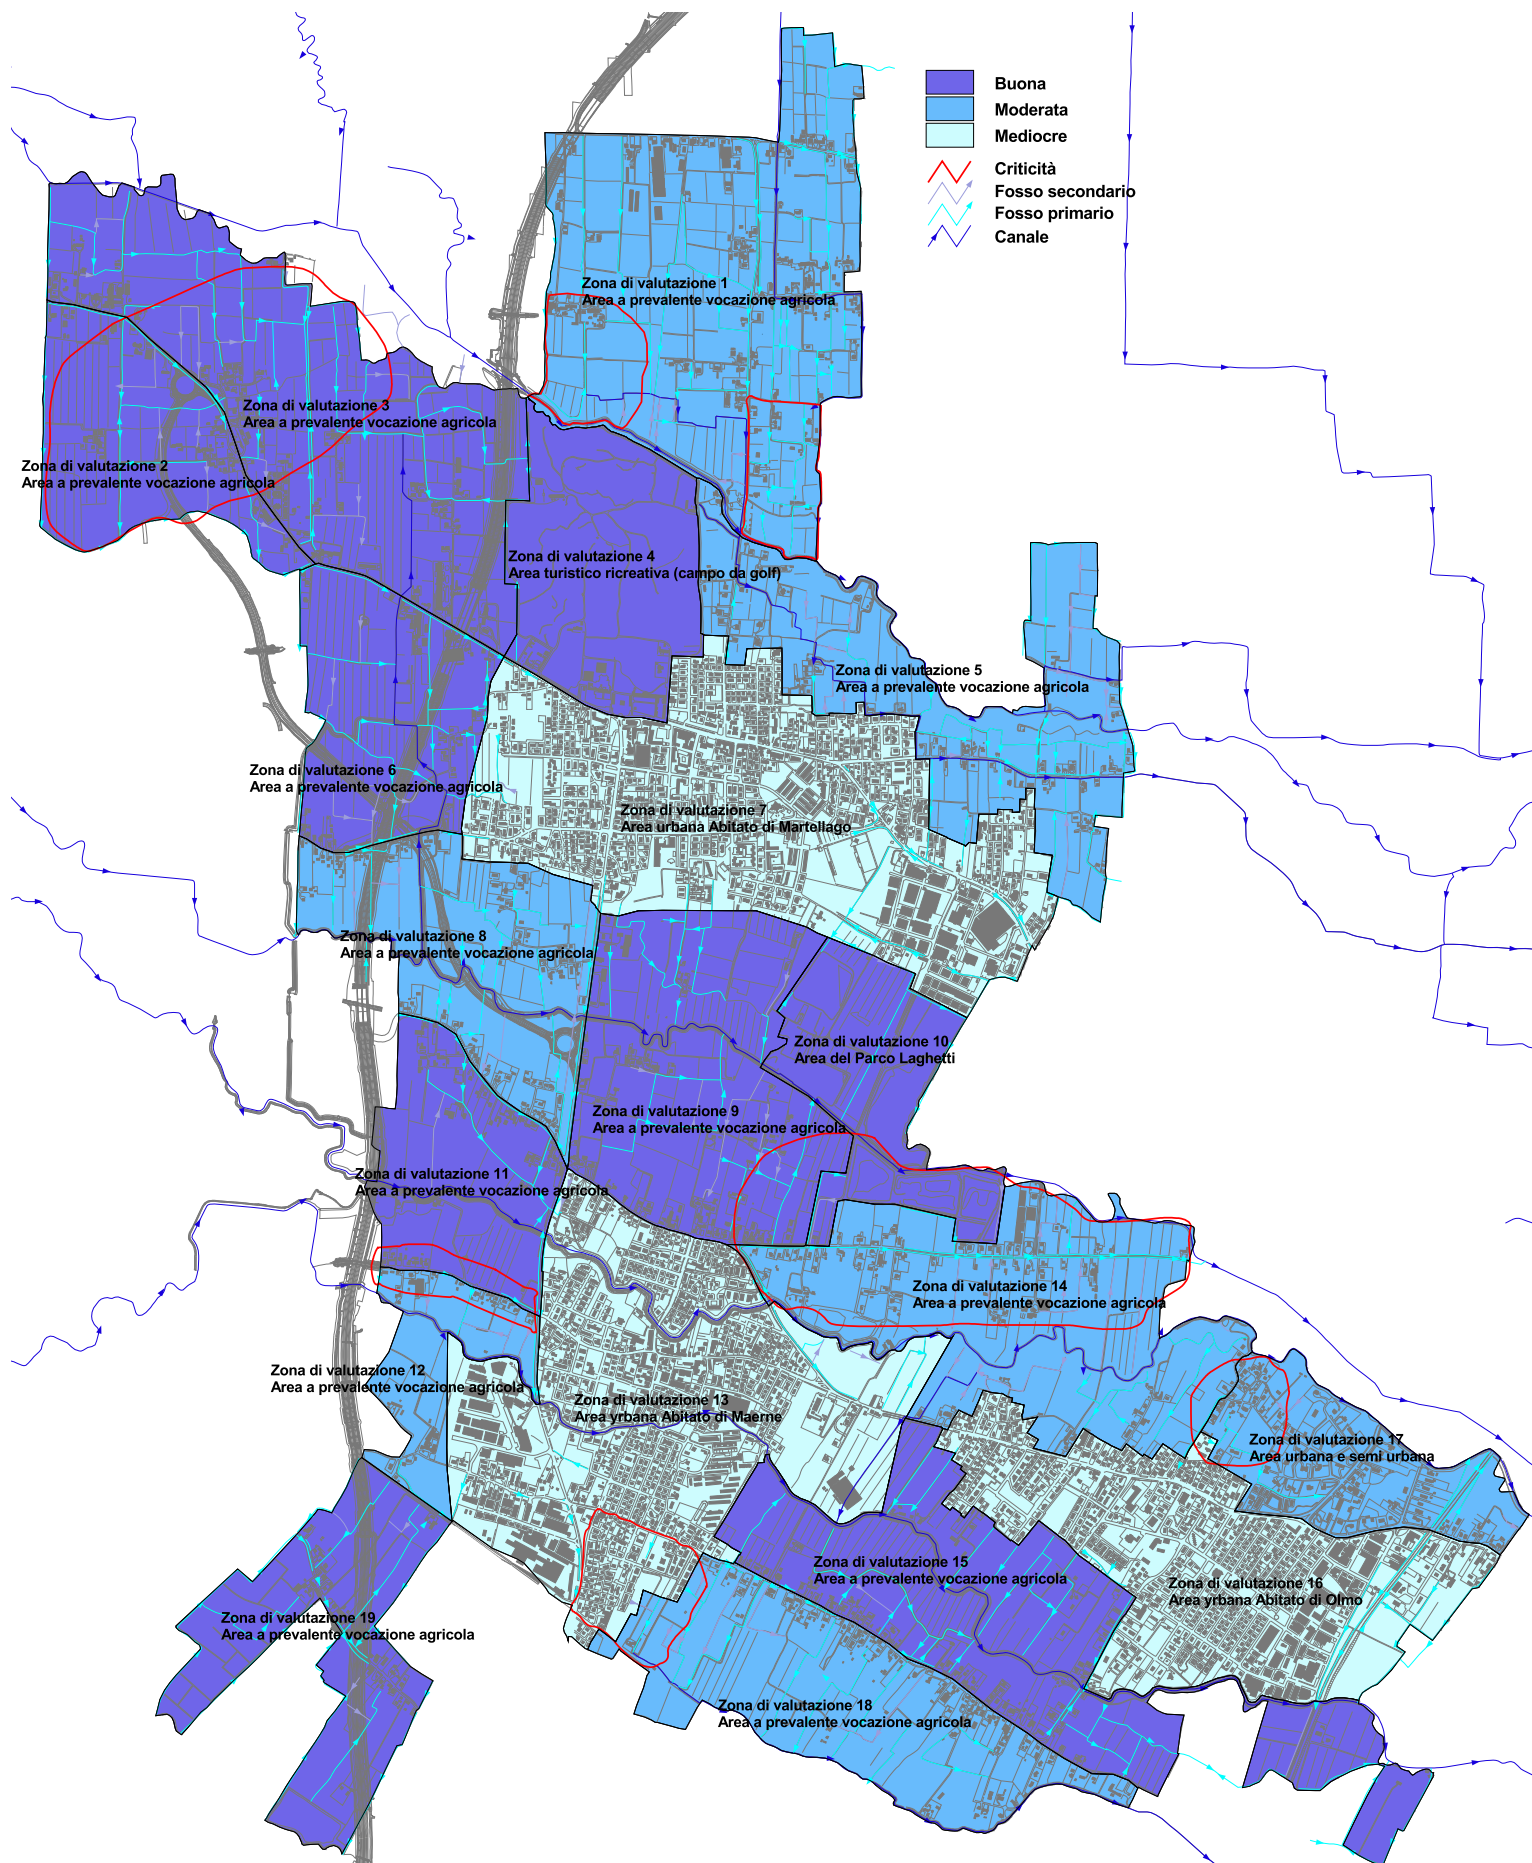 Buona
Moderata
Mediocre
Criticità
Fosso secondario
Fosso primario
Canale
Zona di valutazione 1
Area a prevalente vocazione agricola
Zona di valutazione 3
Area a prevalente vocazione agricola
Zona di valutazione 2
Area a prevalente vocazione agricola
Zona di valutazione 4
Area turistico ricreativa (campo da golf)
Zona di valutazione 5
Area a prevalente vocazione agricola
Zona di valutazione 6
Area a prevalente vocazione agricola
Zona di valutazione 7
Area urbana Abitato di Martellago
Zona di valutazione 8
Area a prevalente vocazione agricola
Zona di valutazione 10
Area del Parco Laghetti
Zona di valutazione 9
Area a prevalente vocazione agricola
Zona di valutazione 11
Area a prevalente vocazione agricola
Zona di valutazione 14
Area a prevalente vocazione agricola
Zona di valutazione 12
Area a prevalente vocazione agricola
Zona di valutazione 13
Area yrbana Abitato di Maerne
Zona di valutazione 17
Area urbana e semi urbana
Zona di valutazione 15
Area a prevalente vocazione agricola
Zona di valutazione 16
Area yrbana Abitato di Olmo
Zona di valutazione 19
Area a prevalente vocazione agricola
Zona di valutazione 18
Area a prevalente vocazione agricola